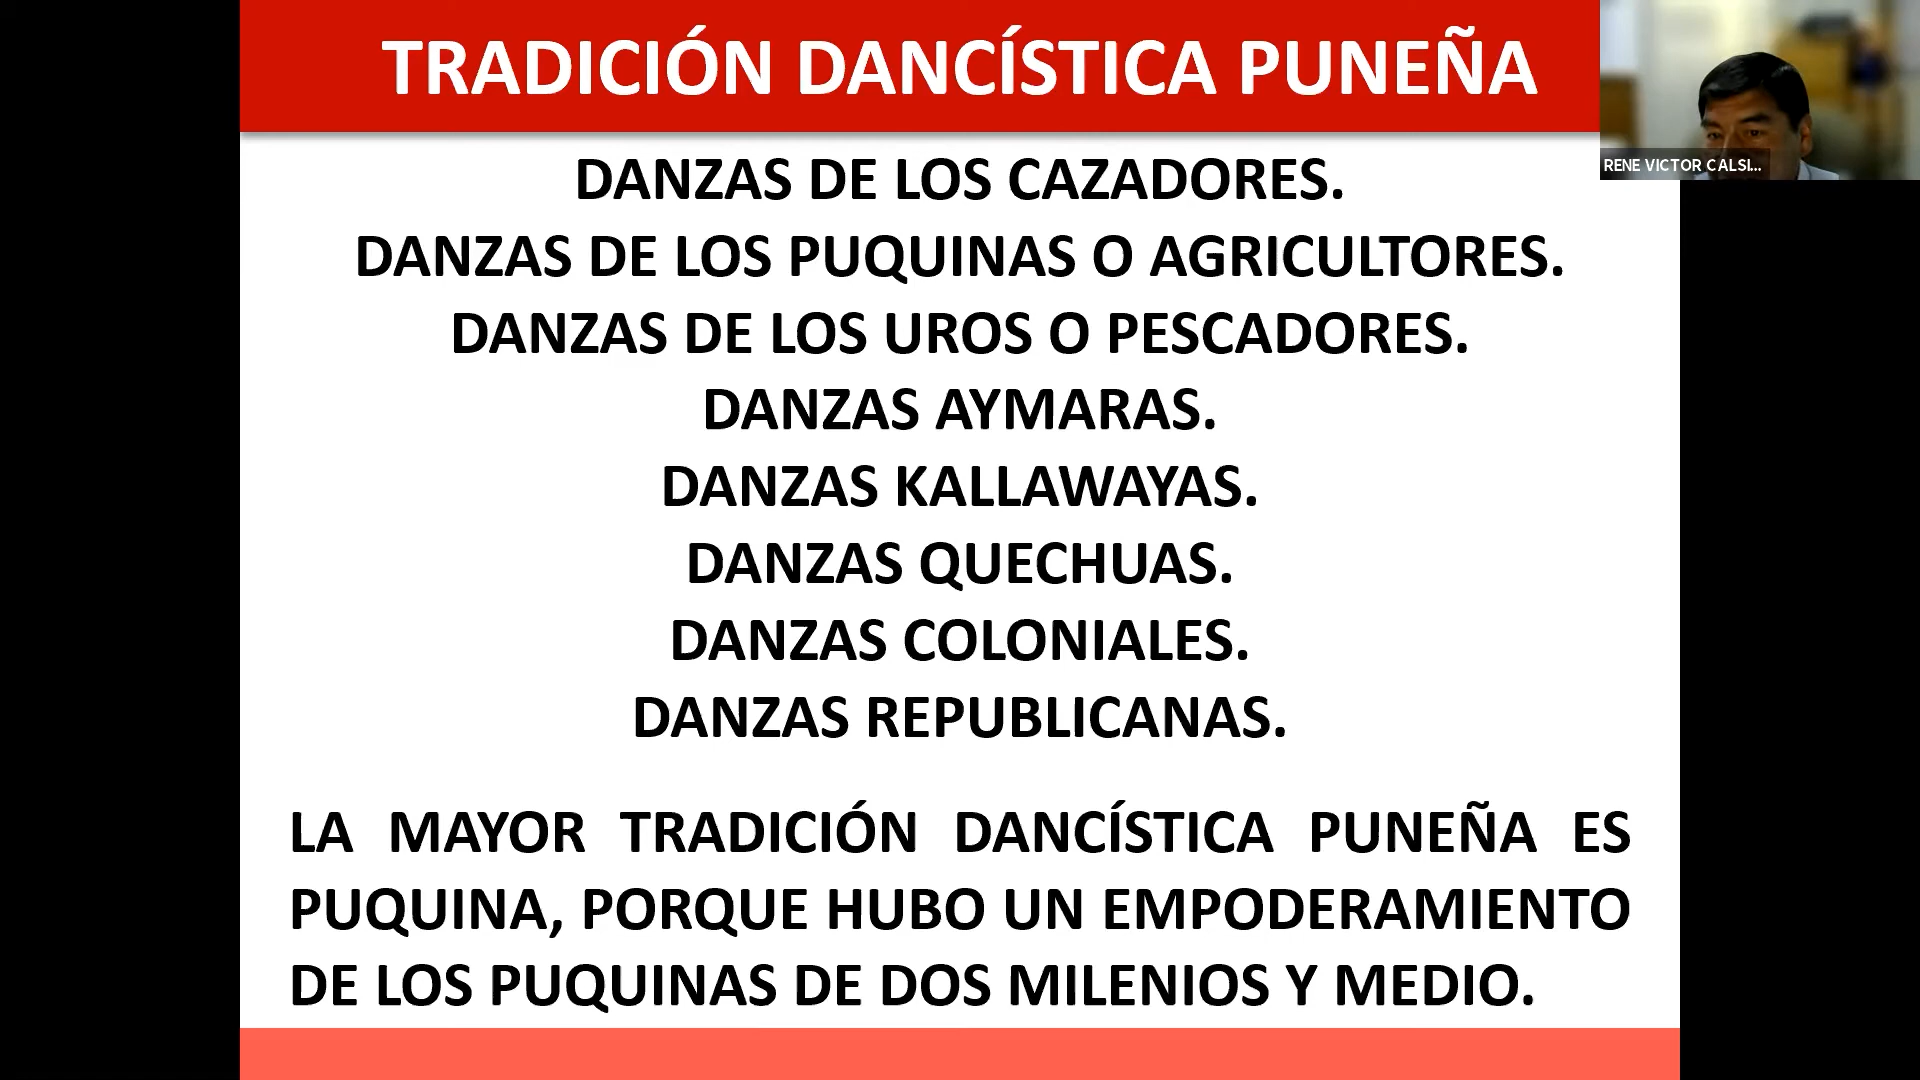 TRADICIÓN DANCÍSTICA PUNEÑA
RENE VICTOR CALSI...
DANZAS DE LOS CAZADORES.
DANZAS DE LOS PUQUINAS O AGRICULTORES.
DANZAS DE LOS UROS O PESCADORES.
DANZAS AYMARAS.
DANZAS KALLAWAYAS.
DANZAS QUECHUAS.
DANZAS COLONIALES.
DANZAS REPUBLICANAS.
LA MAYOR TRADICIÓN DANCÍSTICA PUNEÑA ES
PUQUINA, PORQUE HUBO UN EMPODERAMIENTO
DE LOS PUQUINAS DE DOS MILENIOS Y MEDIO.